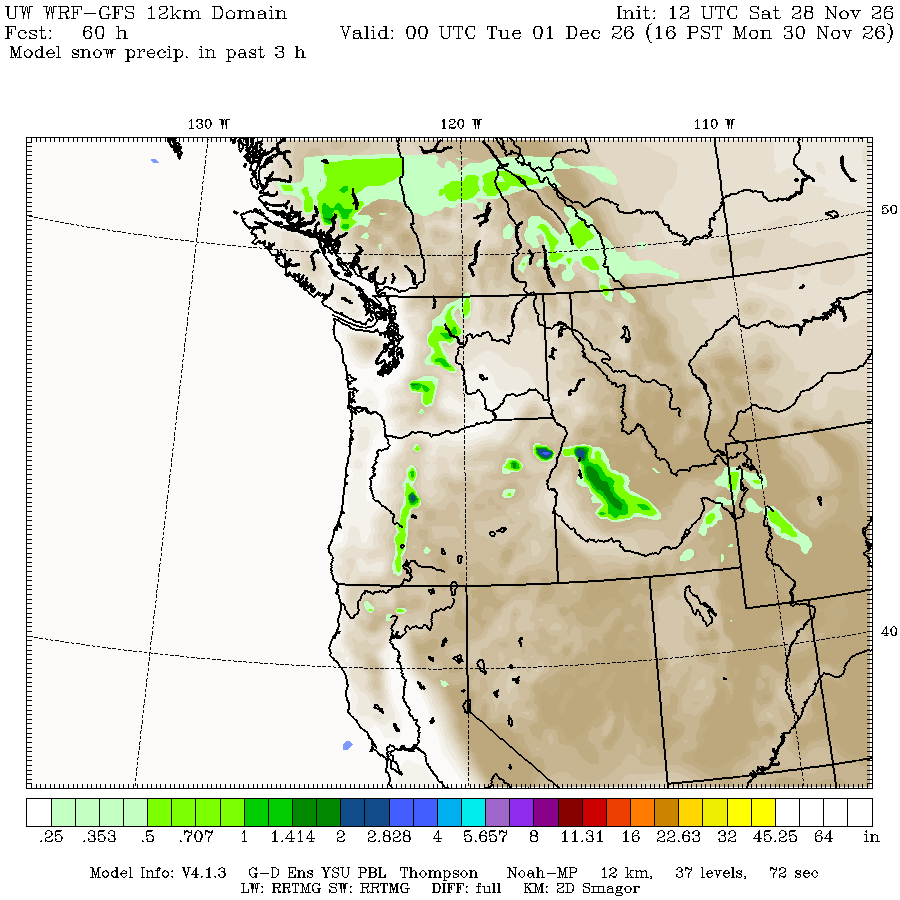 UW WRF-GFS 12km Domain Init: 12 UTC Sat 28 Nov 26
Fcst: 60 h Valid: 00 UTC Tue 01 Dec 26 (16 PST Mon 30 Nov 26)
Model snow precip. in past 3 h
130 W 120 W 110 W
50
40
.25 .353 .5 .707 1 1.414 2 2.828 4 5.657 8 11.31 16 22.63 32 45.25 64 in
Model Info: V4.1.3 G-D Ens YSU PBL Thompson Noah-MP 12 km, 37 levels, 72 sec
LW: RRTMG SW: RRTMG DIFF: full KM: 2D Smagor